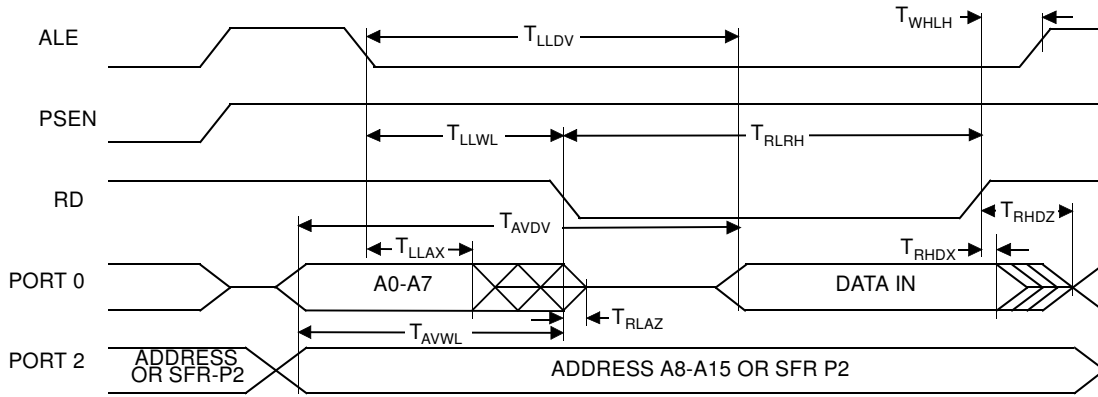 T_WHLH
ALE
T_LLDV
PSEN
T_LLWL
T_RLRH
RD
T_AVDV
T_RHDZ
T_LLAX
T_RHDX
PORT 0
A0-A7
DATA IN
T_RLAZ
T_AVWL
PORT 2
ADDRESS
OR SFR-P2
ADDRESS A8-A15 OR SFR P2